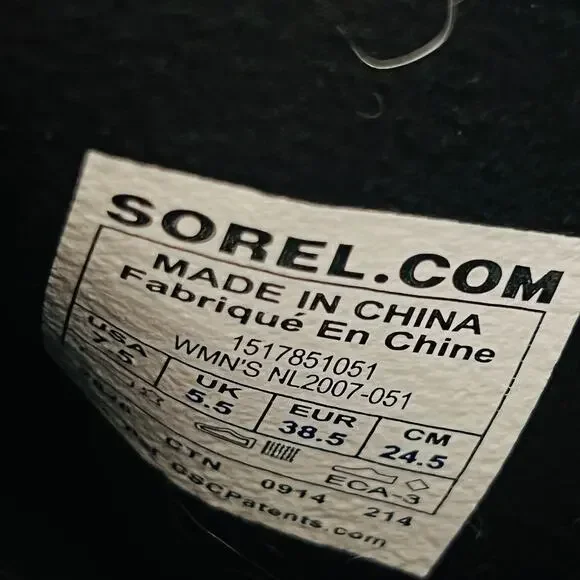 SOREL.COM
MADE IN CHINA
Fabriqué En Chine
1517851051
WMN'S NL2007-051
USA UK EUR CM
7.5 5.5 38.5 24.5
ECA-3
CTN 0914 214
GSCPatents.com